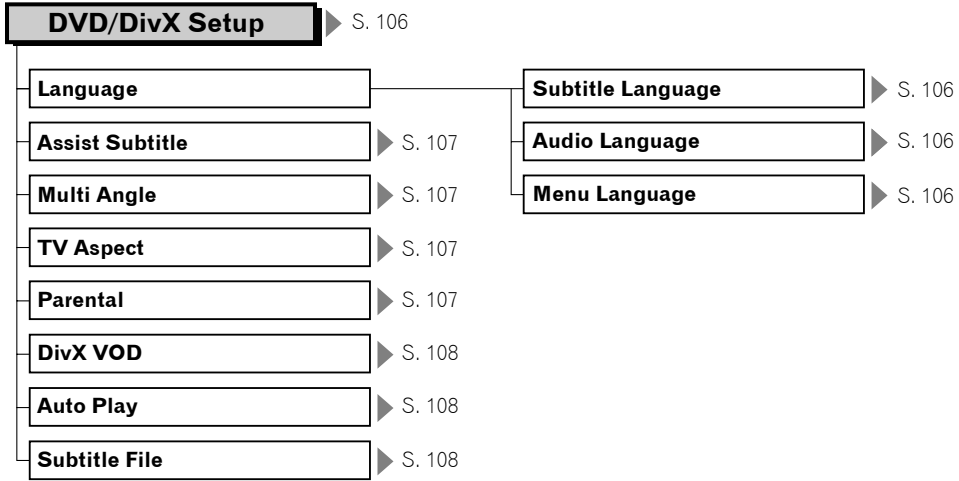 DVD/DivX Setup S. 106
Language
Subtitle Language S. 106
Assist Subtitle S. 107
Audio Language S. 106
Multi Angle S. 107
Menu Language S. 106
TV Aspect S. 107
Parental S. 107
DivX VOD S. 108
Auto Play S. 108
Subtitle File S. 108